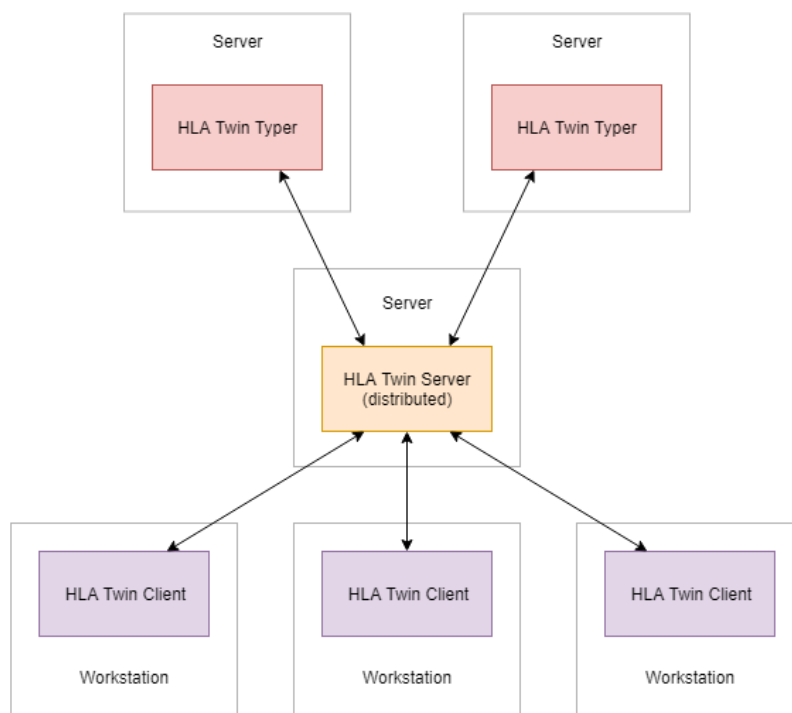 Server
Server
HLA Twin Typer
HLA Twin Typer
Server
HLA Twin Server
(distributed)
HLA Twin Client
HLA Twin Client
HLA Twin Client
Workstation
Workstation
Workstation